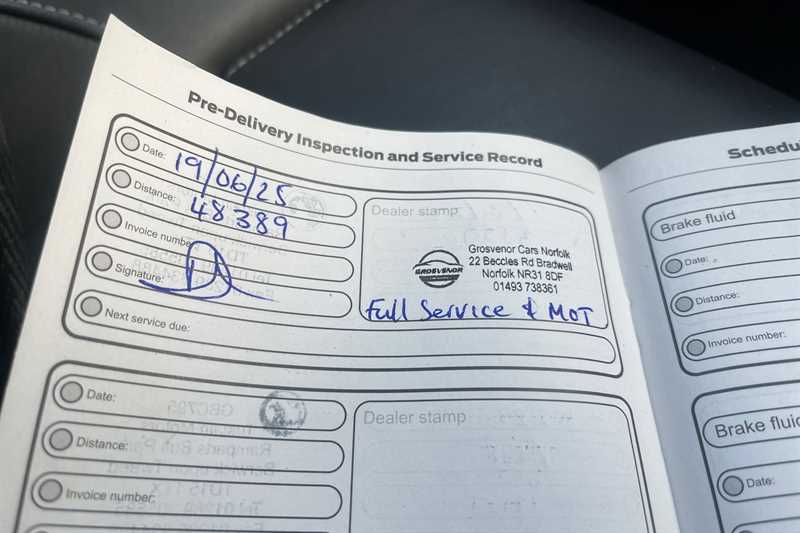 Pre-Delivery Inspection and Service Record
Date: 19/06/25
Distance: 48389
Invoice number:
Signature:
Next service due:
Dealer stamp
GROSVENOR
Grosvenor Cars Norfolk
22 Beccles Rd Bradwell
Norfolk NR31 8DF
01493 738361
Full Service & MOT
Date:
Distance:
Invoice number:
Dealer stamp
Brake fluid
Date:
Distance:
Invoice number:
Brake fluid
Date: